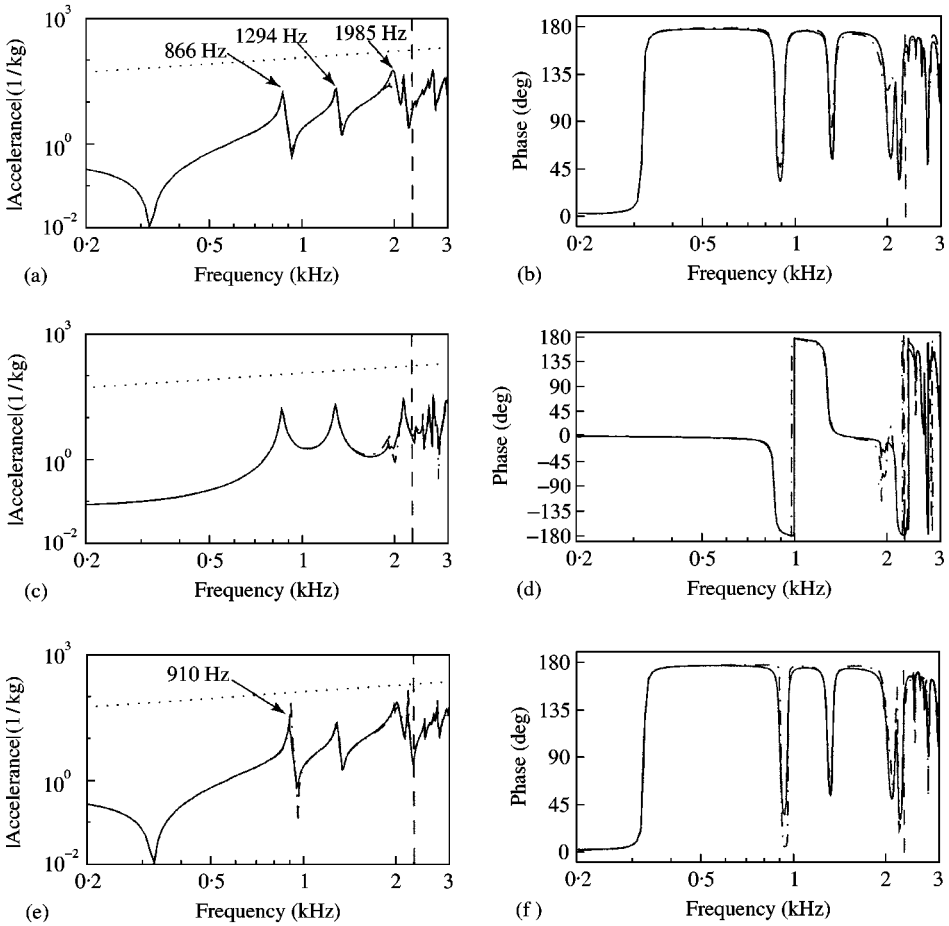 10³
866 Hz
1294 Hz
1985 Hz
|Accelerance|(1/kg)
10⁰
10⁻²
0·2
0·5
1
2
3
Frequency (kHz)
(a)
180
135
90
45
0
Phase (deg)
0·2
0·5
1
2
3
Frequency (kHz)
(b)
10³
|Accelerance|(1/kg)
10⁰
10⁻²
0·2
0·5
1
2
3
Frequency (kHz)
(c)
180
135
90
45
0
−45
−90
−135
−180
Phase (deg)
0·2
0·5
1
2
3
Frequency (kHz)
(d)
10³
910 Hz
|Accelerance|(1/kg)
10⁰
10⁻²
0·2
0·5
1
2
3
Frequency (kHz)
(e)
180
135
90
45
0
Phase (deg)
0·2
0·5
1
2
3
Frequency (kHz)
(f)